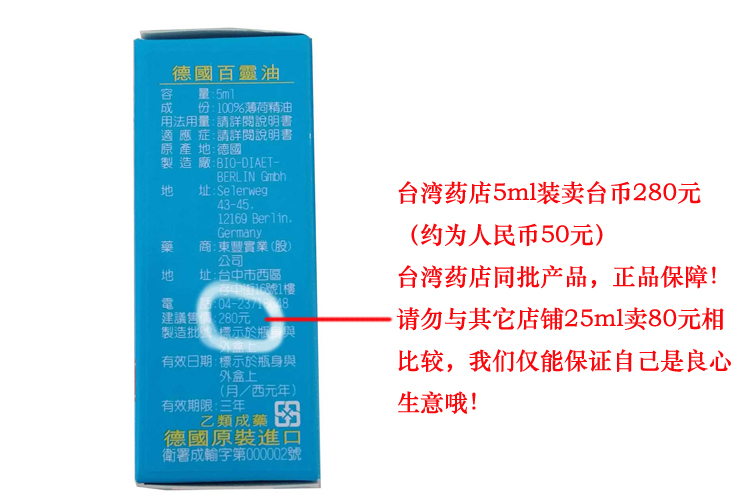 德國百靈油
容　量:5ml
成　份:100%薄荷精油
用法用量:請詳閱說明書
適應症:請詳閱說明書
原產地:德國
製造廠:BIO-DIAET-
BERLIN Gmbh
地　址:Selerweg
43-45,
12169 Berlin.
Germany
藥　商:東豐實業(股)
公司
地　址:台中市西區
號1樓
電　:04-237
建議售價:280元
製造批號:標示於瓶身與
外盒上
有效日期:標示於瓶身與
外盒上
(月/西元年)
有效期限:三年
乙類成藥
德國原裝進口
衛署成輸字第000002號
台湾药店5ml装卖台币280元
（约为人民币50元）
台湾药店同批产品，正品保障！
请勿与其它店铺25ml卖80元相
比较，我们仅能保证自己是良心
生意哦！